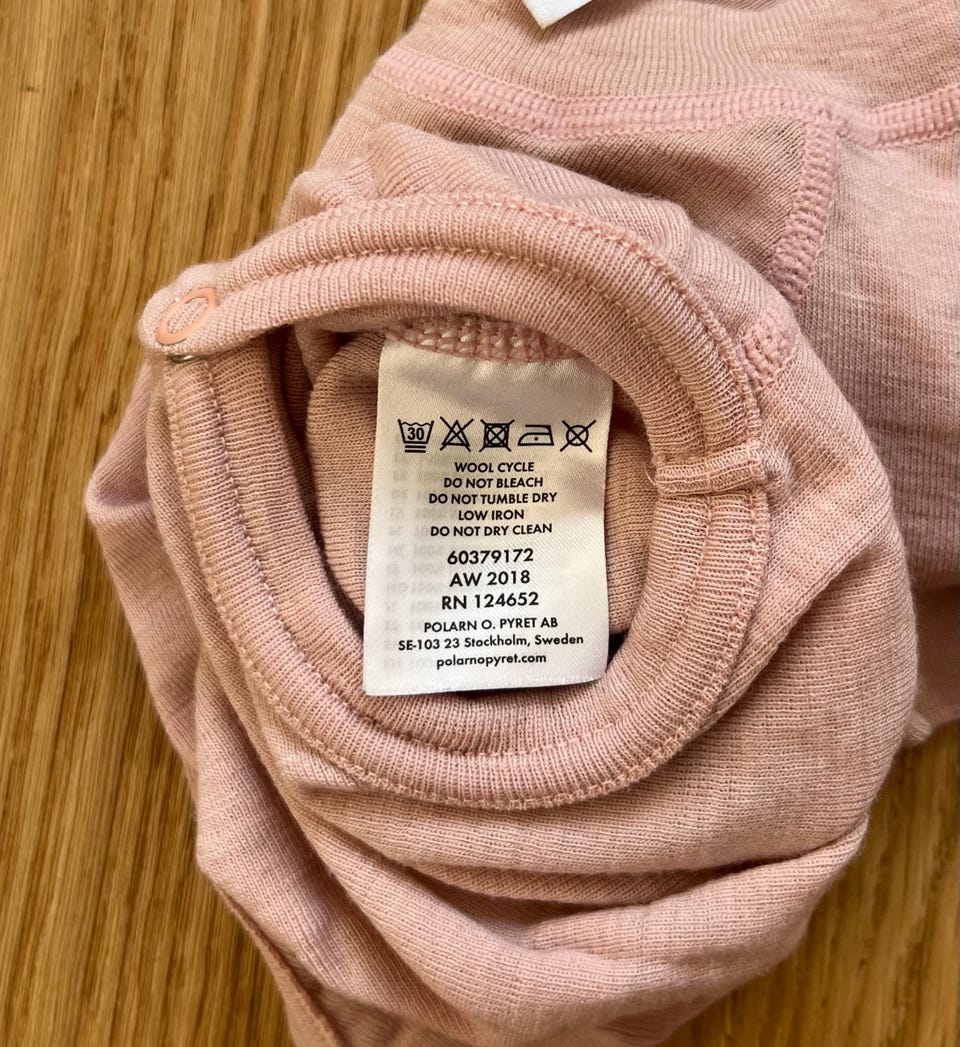 30
WOOL CYCLE
DO NOT BLEACH
DO NOT TUMBLE DRY
LOW IRON
DO NOT DRY CLEAN
60379172
AW 2018
RN 124652
POLARN O. PYRET AB
SE-103 23 Stockholm, Sweden
polarnopyret.com